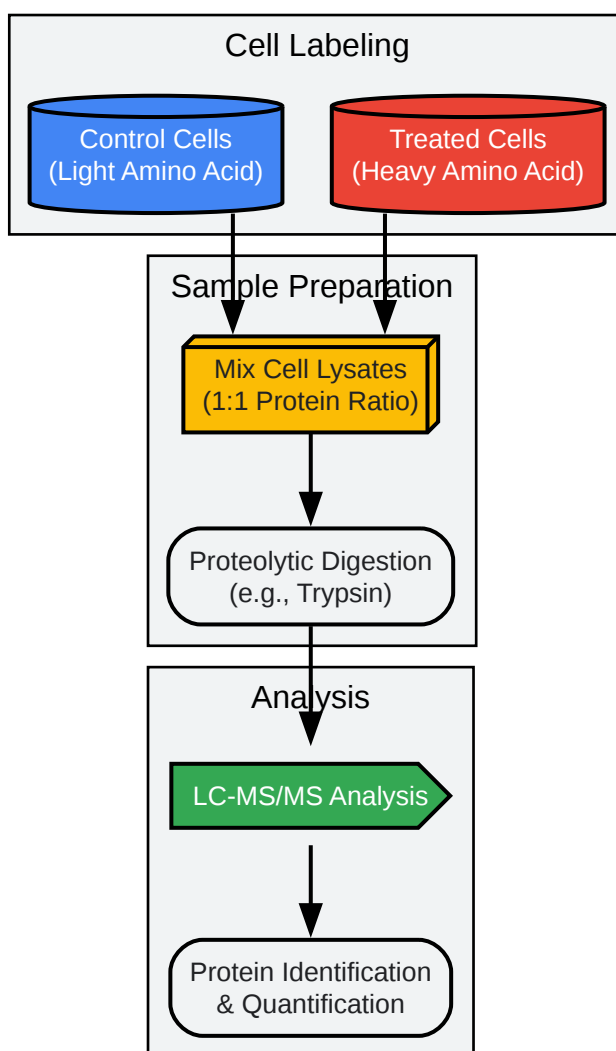 Cell Labeling
Control Cells
(Light Amino Acid)
Treated Cells
(Heavy Amino Acid)
Sample Preparation
Mix Cell Lysates
(1:1 Protein Ratio)
Proteolytic Digestion
(e.g., Trypsin)
Analysis
LC-MS/MS Analysis
Protein Identification
& Quantification